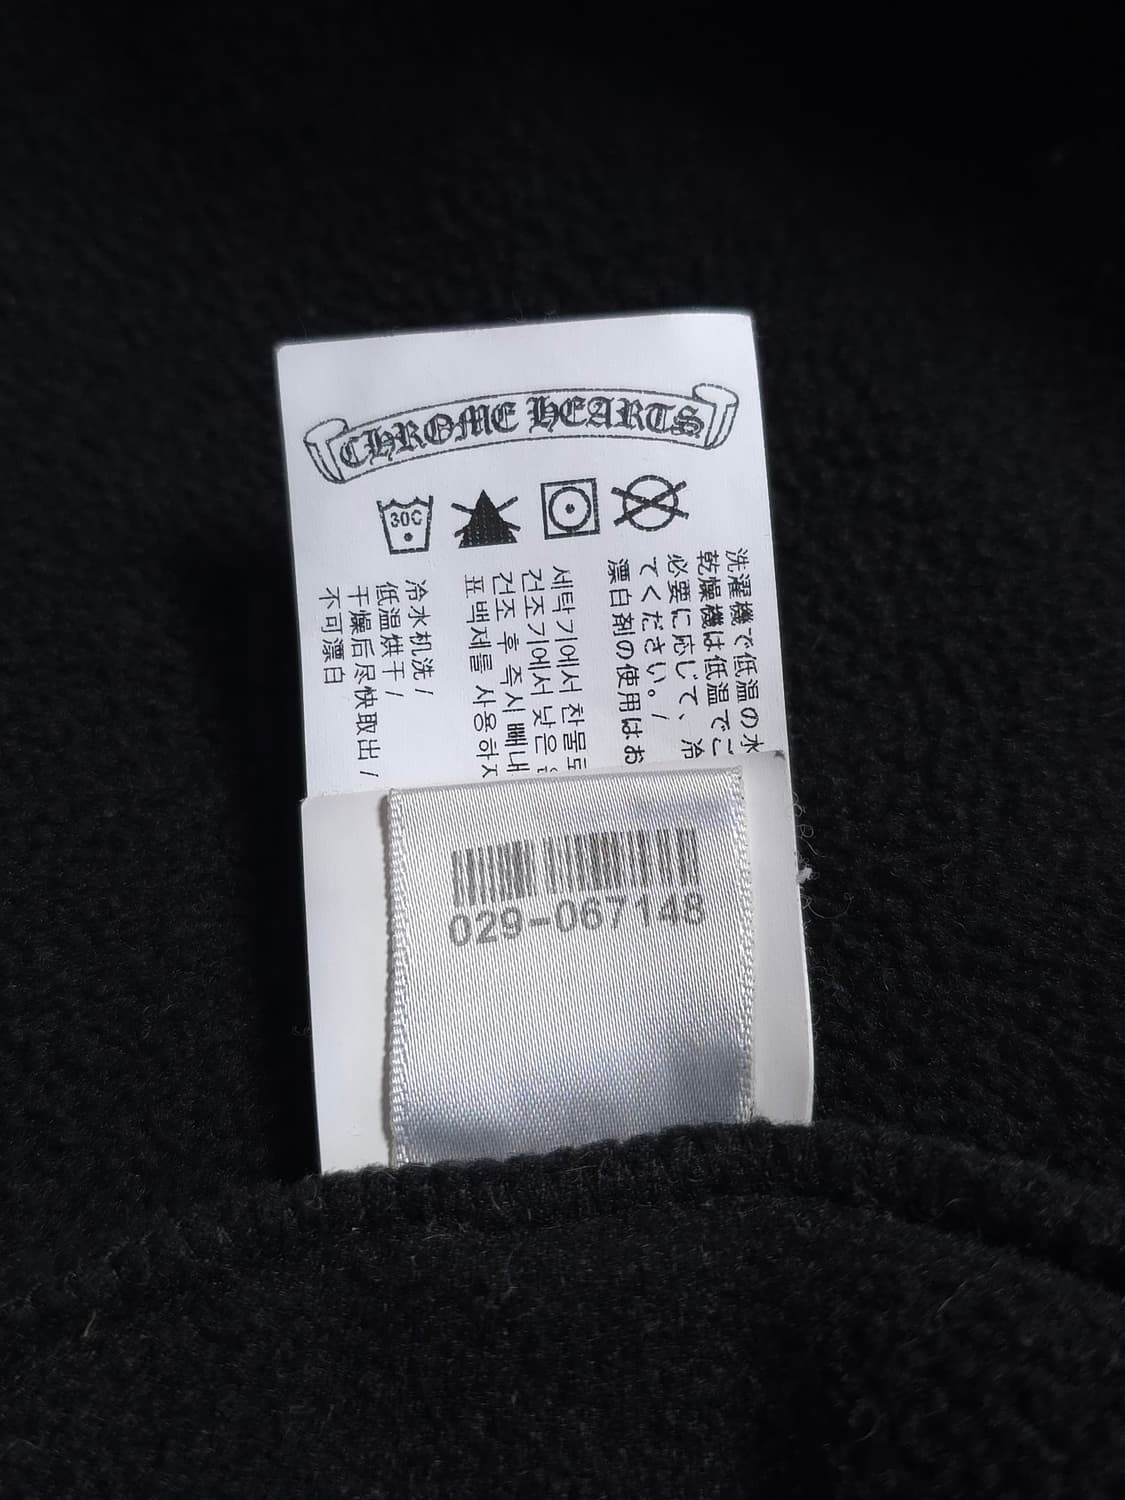 CHROME HEARTS
30C
洗濯機で低温の水
乾燥機は低温でご
必要に応じて、冷
てください。/
漂白剤の使用はお
세탁기에서 찬물로
건조기에서 낮은
건조 후 즉시 빼내
표백제를 사용하지
冷水机洗/
低温烘干/
干燥后尽快取出/
不可漂白
029-067148